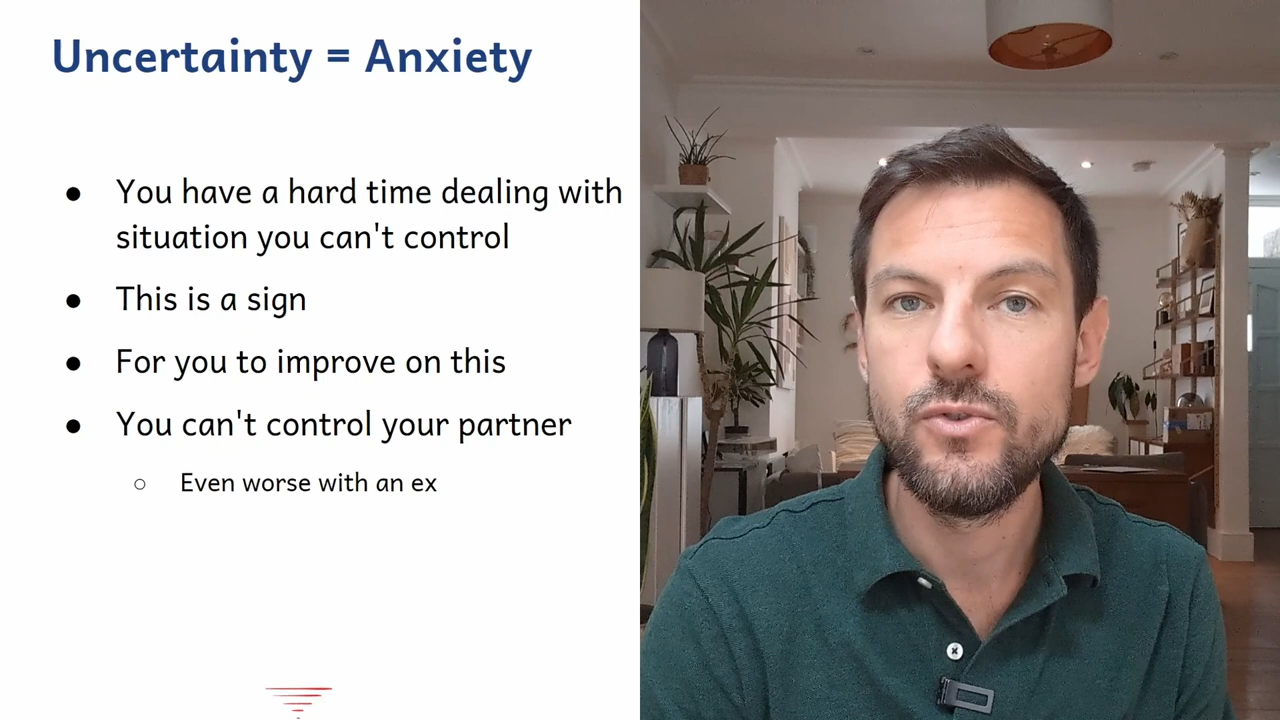 Uncertainty = Anxiety
● You have a hard time dealing with
situation you can't control
● This is a sign
● For you to improve on this
● You can't control your partner
○ Even worse with an ex